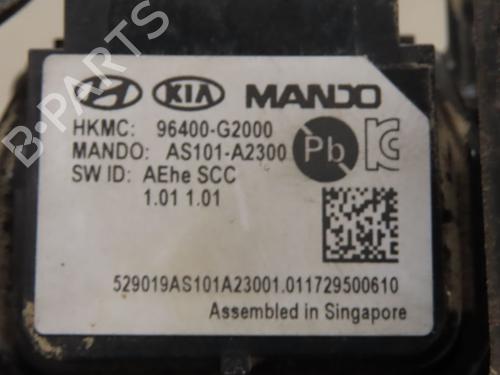 KIA MANDO
HKMC: 96400-G2000
MANDO: AS101-A2300
Pb
SW ID: AEhe SCC
1.01 1.01
529019AS101A23001.011729500610
Assembled in Singapore
B-PARTS